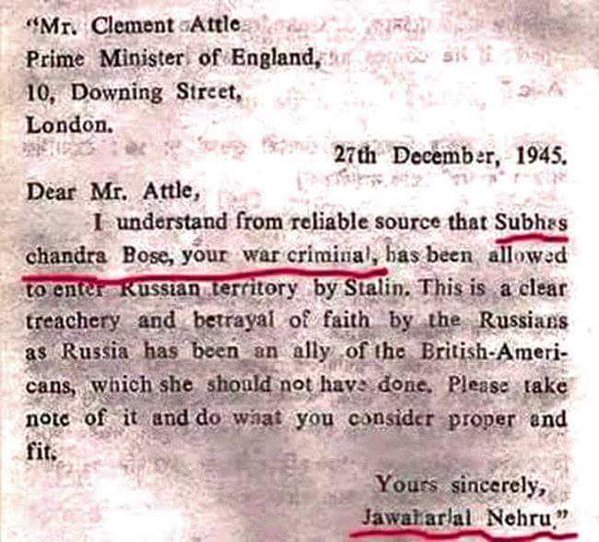 "Mr. Clement Attle
Prime Minister of England,
10, Downing Street,
London.
27th December, 1945.
Dear Mr. Attle,
I understand from reliable source that Subhas
chandra Bose, your war criminal, has been allowed
to enter Russian territory by Stalin. This is a clear
treachery and betrayal of faith by the Russians
as Russia has been an ally of the British-Ameri-
cans, which she should not have done. Please take
note of it and do what you consider proper and
fit.
Yours sincerely,
Jawaharlal Nehru."